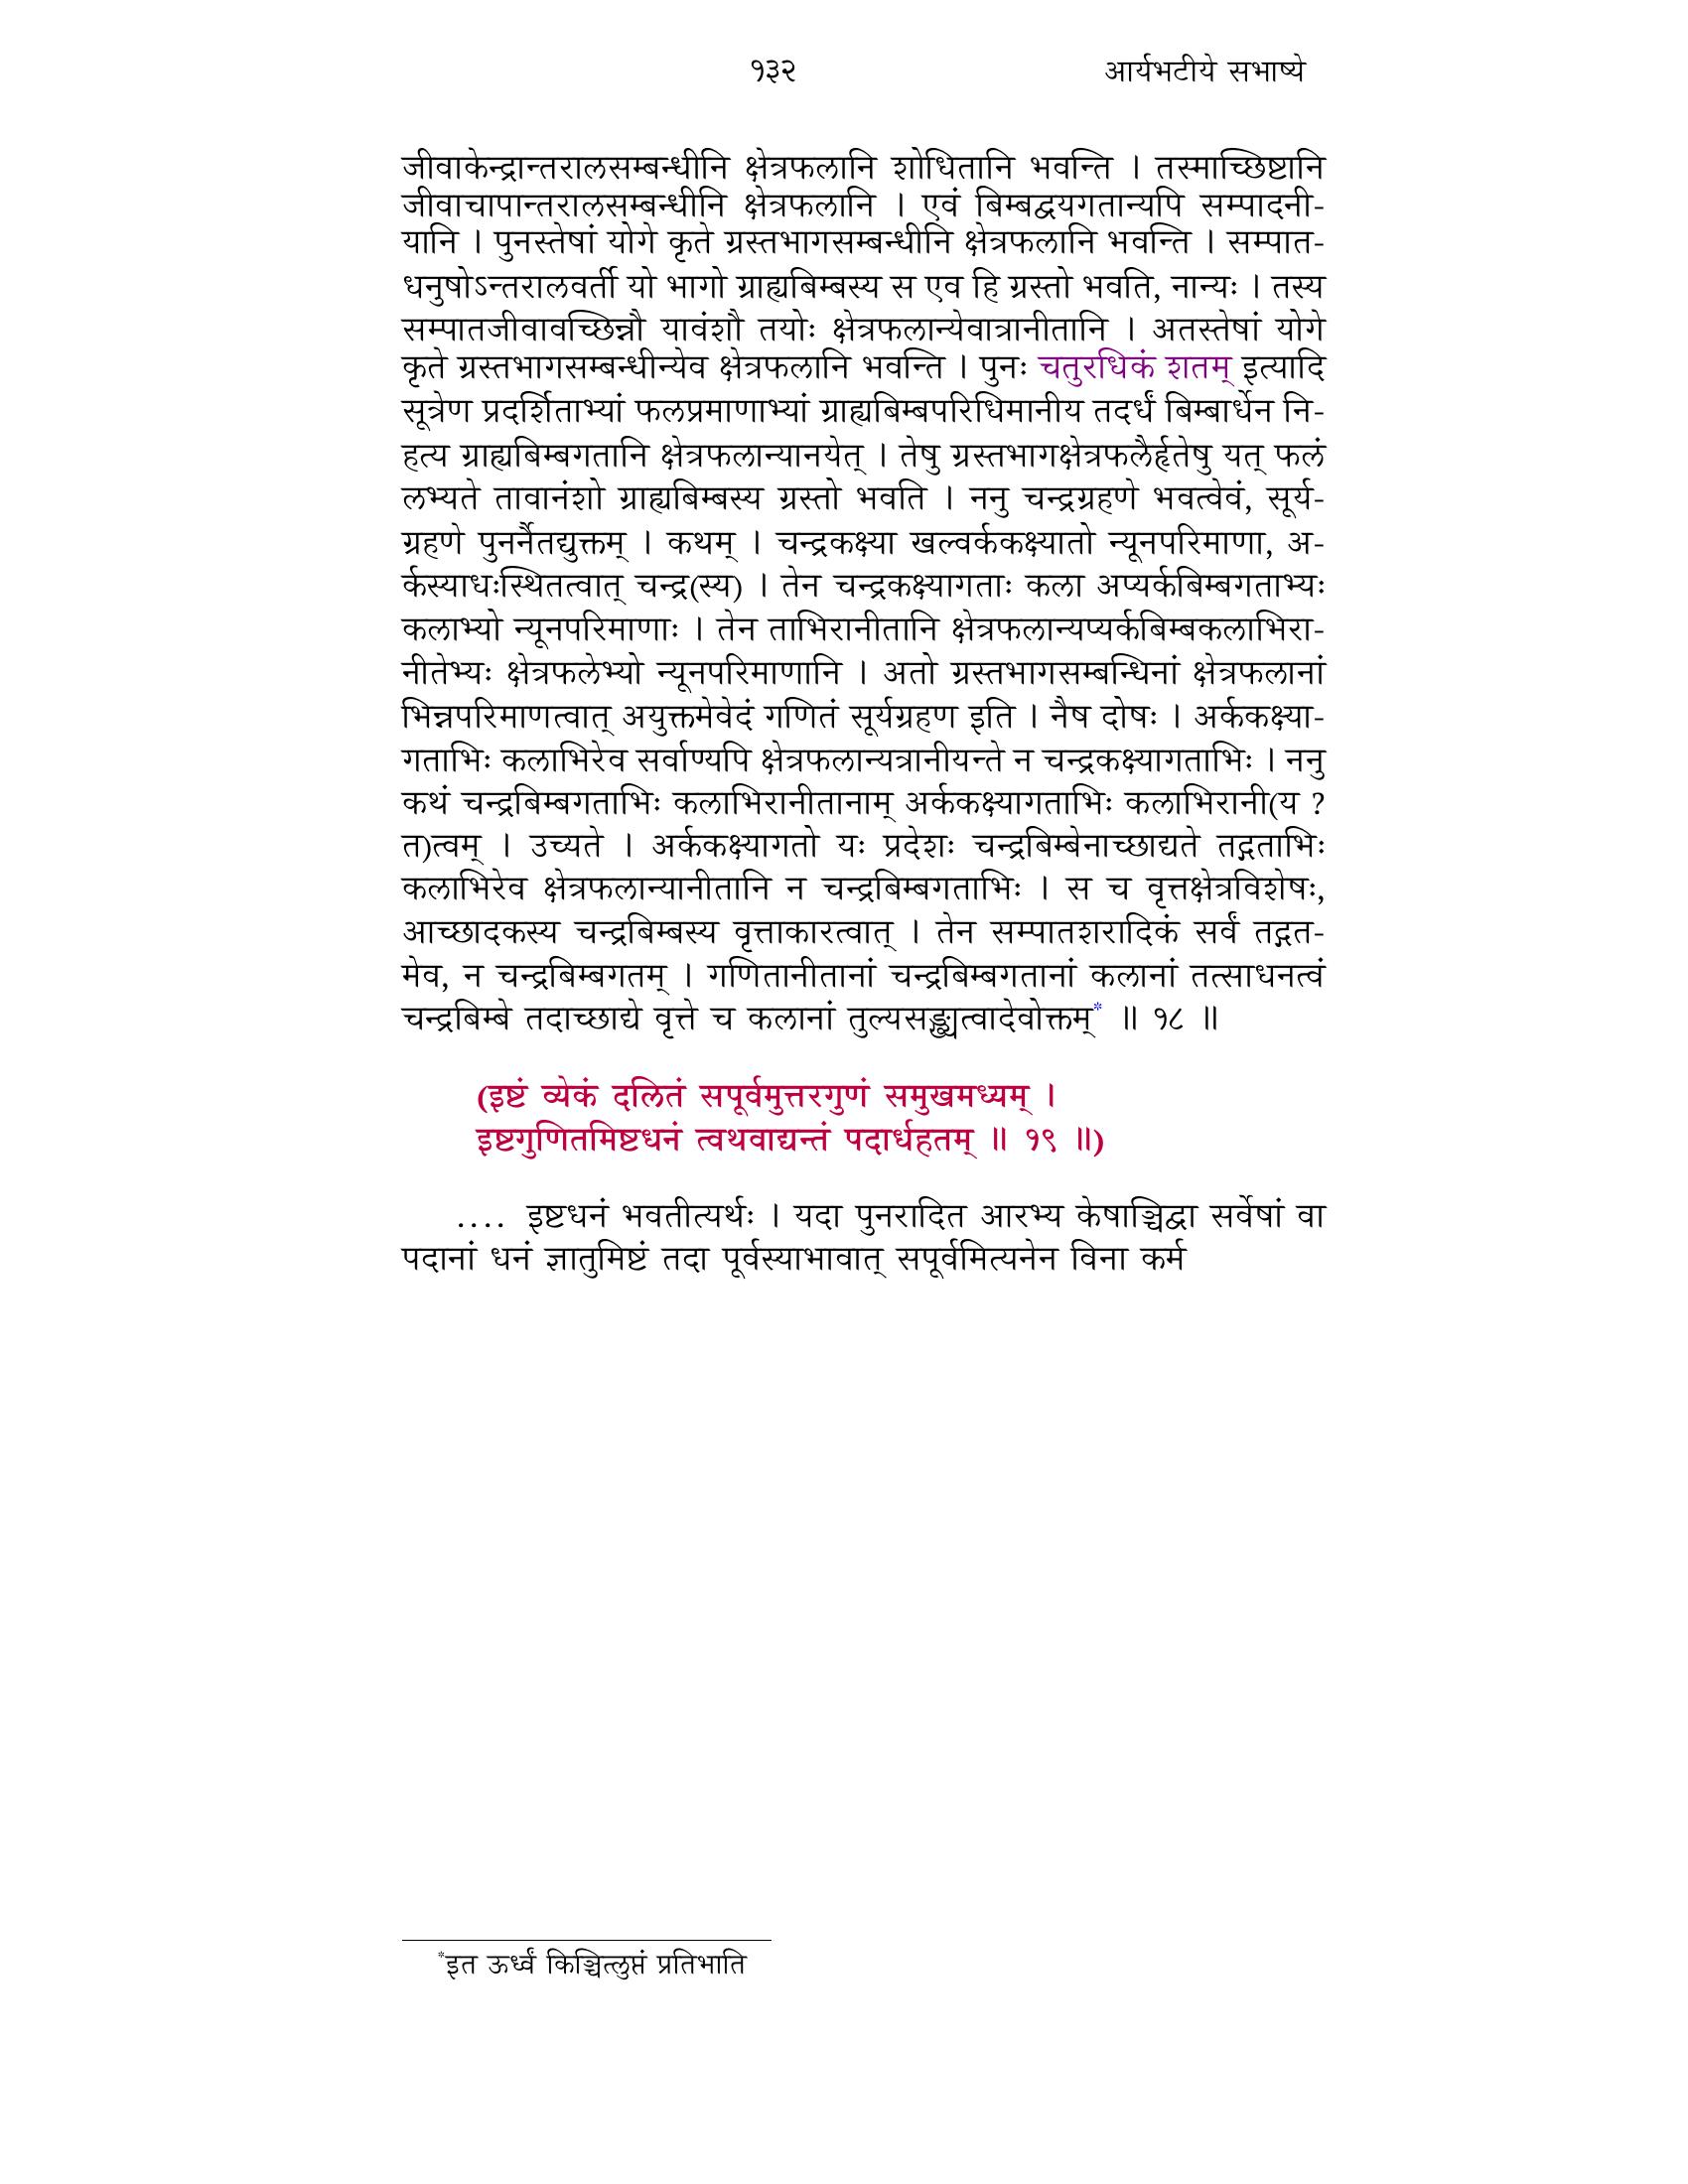 १३२ आर्यभटीये सभाष्ये
जीवाकेन्द्रान्तरालसम्बन्धीनि क्षेत्रफलानि शोधितानि भवन्ति । तस्माच्छिष्टानि
जीवाचापान्तरालसम्बन्धीनि क्षेत्रफलानि । एवं बिम्बद्वयगतान्यपि सम्पादनी-
यानि । पुनस्तेषां योगे कृते ग्रस्तभागसम्बन्धीनि क्षेत्रफलानि भवन्ति । सम्पात-
धनुषोऽन्तरालवर्ती यो भागो ग्राह्यबिम्बस्य स एव हि ग्रस्तो भवति, नान्यः । तस्य
सम्पातजीवावच्छिन्नौ यावंशौ तयोः क्षेत्रफलान्येवात्रानीतानि । अतस्तेषां योगे
कृते ग्रस्तभागसम्बन्धीन्येव क्षेत्रफलानि भवन्ति । पुनः चतुरधिकं शतम् इत्यादि
सूत्रेण प्रदर्शिताभ्यां फलप्रमाणाभ्यां ग्राह्यबिम्बपरिधिमानीय तदर्धं बिम्बार्धेन नि-
हत्य ग्राह्यबिम्बगतानि क्षेत्रफलान्यानयेत् । तेषु ग्रस्तभागक्षेत्रफलैर्हृतेषु यत् फलं
लभ्यते तावानंशो ग्राह्यबिम्बस्य ग्रस्तो भवति । ननु चन्द्रग्रहणे भवत्वेवं, सूर्य-
ग्रहणे पुनर्नैतद्युक्तम् । कथम् । चन्द्रकक्ष्या खल्वर्ककक्ष्यातो न्यूनपरिमाणा, अ-
र्कस्याधःस्थितत्वात् चन्द्र(स्य) । तेन चन्द्रकक्ष्यागताः कला अप्यर्कबिम्बगताभ्यः
कलाभ्यो न्यूनपरिमाणाः । तेन ताभिरानीतानि क्षेत्रफलान्यप्यर्कबिम्बकलाभिरा-
नीतेभ्यः क्षेत्रफलेभ्यो न्यूनपरिमाणानि । अतो ग्रस्तभागसम्बन्धिनां क्षेत्रफलानां
भिन्नपरिमाणत्वात् अयुक्तमेवेदं गणितं सूर्यग्रहण इति । नैष दोषः । अर्ककक्ष्या-
गताभिः कलाभिरेव सर्वाण्यपि क्षेत्रफलान्यत्रानीयन्ते न चन्द्रकक्ष्यागताभिः । ननु
कथं चन्द्रबिम्बगताभिः कलाभिरानीतानाम् अर्ककक्ष्यागताभिः कलाभिरानी(य ?
त)त्वम् । उच्यते । अर्ककक्ष्यागतो यः प्रदेशः चन्द्रबिम्बेनाच्छाद्यते तद्गताभिः
कलाभिरेव क्षेत्रफलान्यानीतानि न चन्द्रबिम्बगताभिः । स च वृत्तक्षेत्रविशेषः,
आच्छादकस्य चन्द्रबिम्बस्य वृत्ताकारत्वात् । तेन सम्पातशरादिकं सर्वं तद्गत-
मेव, न चन्द्रबिम्बगतम् । गणितानीतानां चन्द्रबिम्बगतानां कलानां तत्साधनत्वं
चन्द्रबिम्बे तदाच्छाद्ये वृत्ते च कलानां तुल्यसङ्ख्यत्वादेवोक्तम्* ॥ १८ ॥
(इष्टं व्येकं दलितं सपूर्वमुत्तरगुणं समुखमध्यम् ।
इष्टगुणितमिष्टधनं त्वथवाद्यन्तं पदार्धहतम् ॥ १९ ॥)
.... इष्टधनं भवतीत्यर्थः । यदा पुनरादित आरभ्य केषाञ्चिद्वा सर्वेषां वा
पदानां धनं ज्ञातुमिष्टं तदा पूर्वस्याभावात् सपूर्वमित्यनेन विना कर्म
*इत ऊर्ध्वं किञ्चित्लुप्तं प्रतिभाति